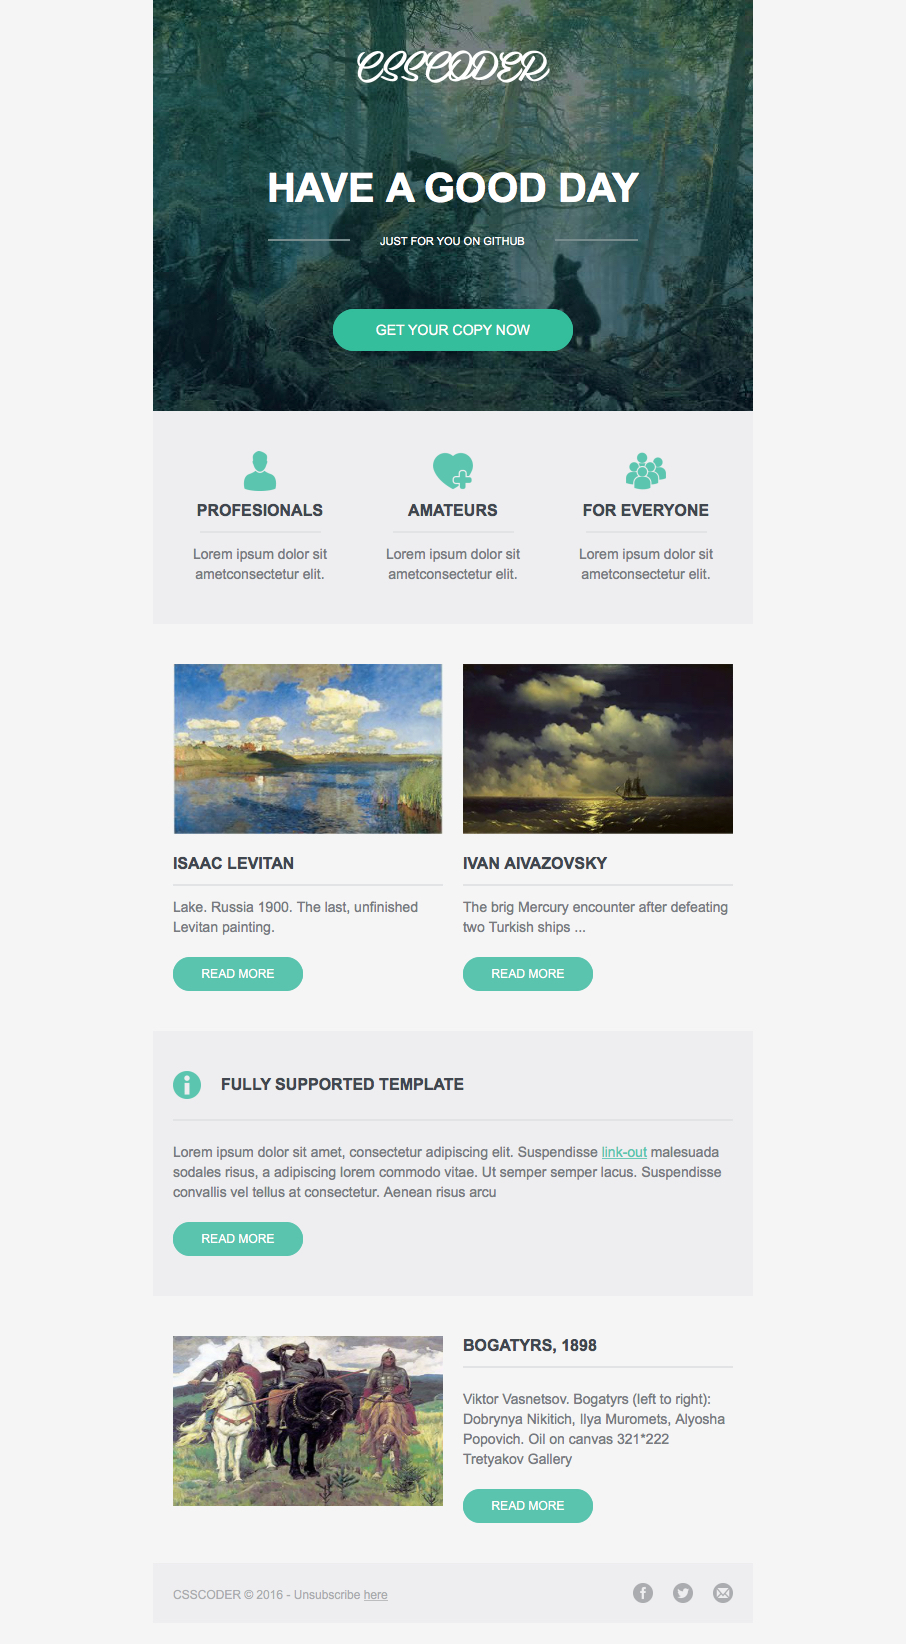 CSSCODER
HAVE A GOOD DAY
JUST FOR YOU ON GITHUB
GET YOUR COPY NOW
PROFESIONALS
Lorem ipsum dolor sit
ametconsectetur elit.
AMATEURS
Lorem ipsum dolor sit
ametconsectetur elit.
FOR EVERYONE
Lorem ipsum dolor sit
ametconsectetur elit.
ISAAC LEVITAN
Lake. Russia 1900. The last, unfinished
Levitan painting.
READ MORE
IVAN AIVAZOVSKY
The brig Mercury encounter after defeating
two Turkish ships ...
READ MORE
FULLY SUPPORTED TEMPLATE
Lorem ipsum dolor sit amet, consectetur adipiscing elit. Suspendisse link-out malesuada
sodales risus, a adipiscing lorem commodo vitae. Ut semper semper lacus. Suspendisse
convallis vel tellus at consectetur. Aenean risus arcu
READ MORE
BOGATYRS, 1898
Viktor Vasnetsov. Bogatyrs (left to right):
Dobrynya Nikitich, Ilya Muromets, Alyosha
Popovich. Oil on canvas 321*222
Tretyakov Gallery
READ MORE
CSSCODER © 2016 - Unsubscribe here